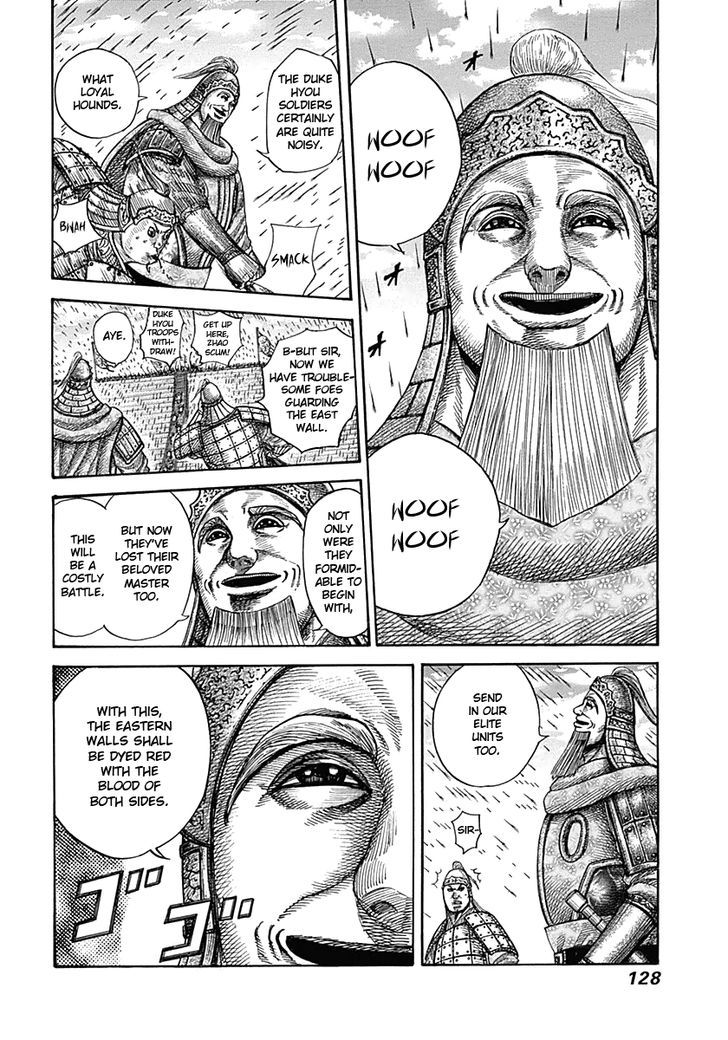 WOOF
WOOF
WOOF
WOOF
THE DUKE
HYOU
SOLDIERS
CERTAINLY
ARE QUITE
NOISY.
WHAT
LOYAL
HOUNDS.
SMACK
BWAH
B-BUT SIR,
NOW WE
HAVE TROUBLE-
SOME FOES
GUARDING
THE EAST
WALL.
GET UP
HERE,
ZHAO
SCUM!
DUKE
HYOU
TROOPS
WITH-
DRAW!
AYE.
NOT
ONLY
WERE
THEY
FORMID-
ABLE TO
BEGIN
WITH,
BUT NOW
THEY'VE
LOST THEIR
BELOVED
MASTER
TOO.
THIS
WILL
BE A
COSTLY
BATTLE.
SEND
IN OUR
ELITE
UNITS
TOO.
SIR-
WITH THIS,
THE EASTERN
WALLS SHALL
BE DYED RED
WITH THE
BLOOD OF
BOTH SIDES.
ゴゴ
128